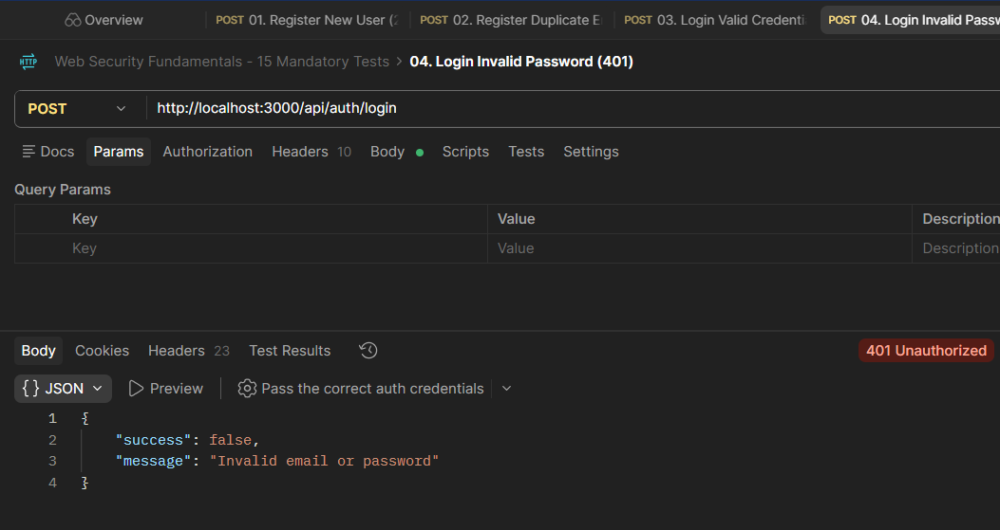 Overview POST 01. Register New User ( POST 02. Register Duplicate POST 03. Login Valid POST 04. Login Invalid
HTTP Web Security Fundamentals - 15 Mandatory Tests > 04. Login Invalid Password (401)
POST http://localhost:3000/api/auth/login
Docs Params Authorization Headers 10 Body Scripts Tests Settings
Query Params
Key Value Description
Key Value Description
Body Cookies Headers 23 Test Results 401 Unauthorized
{ } JSON Preview Pass the correct auth credentials
1 {
2 "success": false,
3 "message": "Invalid email or password"
4 }